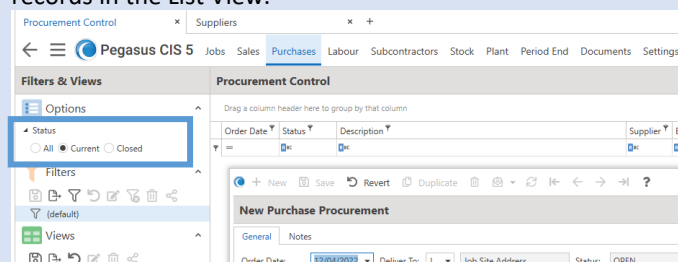 records in the List View.
Procurement Control × Suppliers × +
Pegasus CIS 5 Jobs Sales Purchases Labour Subcontractors Stock Plant Period End Documents Settings
Filters & Views Procurement Control
Options Drag a column header here to group by that column
Status Order Date Status Description Supplier
All Current Closed
Filters
New Save Revert Duplicate ?
(default) New Purchase Procurement
Views General Notes
Order Date: 12/04/2022 Deliver To: Job Site Address Status: OPEN